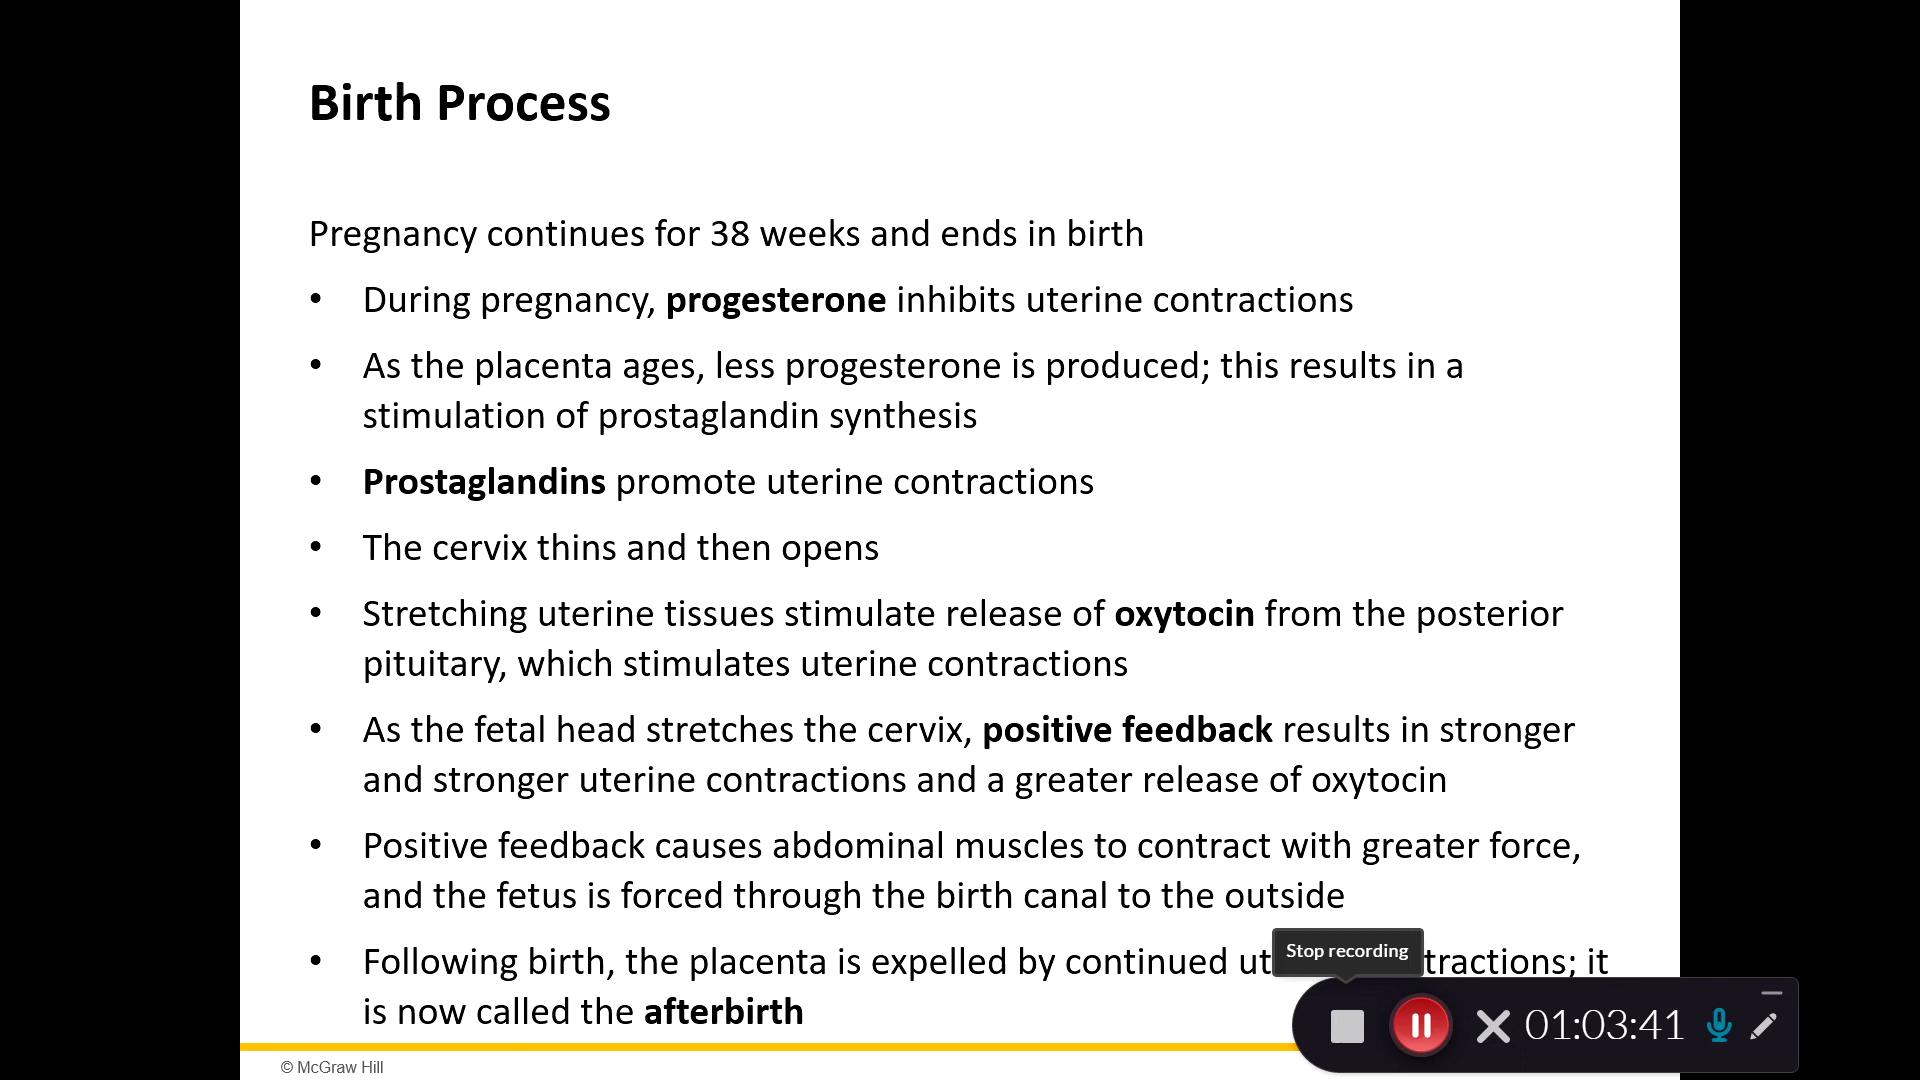 Birth Process
Pregnancy continues for 38 weeks and ends in birth
• During pregnancy, progesterone inhibits uterine contractions
• As the placenta ages, less progesterone is produced; this results in a
stimulation of prostaglandin synthesis
• Prostaglandins promote uterine contractions
• The cervix thins and then opens
• Stretching uterine tissues stimulate release of oxytocin from the posterior
pituitary, which stimulates uterine contractions
• As the fetal head stretches the cervix, positive feedback results in stronger
and stronger uterine contractions and a greater release of oxytocin
• Positive feedback causes abdominal muscles to contract with greater force,
and the fetus is forced through the birth canal to the outside
• Following birth, the placenta is expelled by continued ut tractions; it
is now called the afterbirth
Stop recording
01:03:41
© McGraw Hill